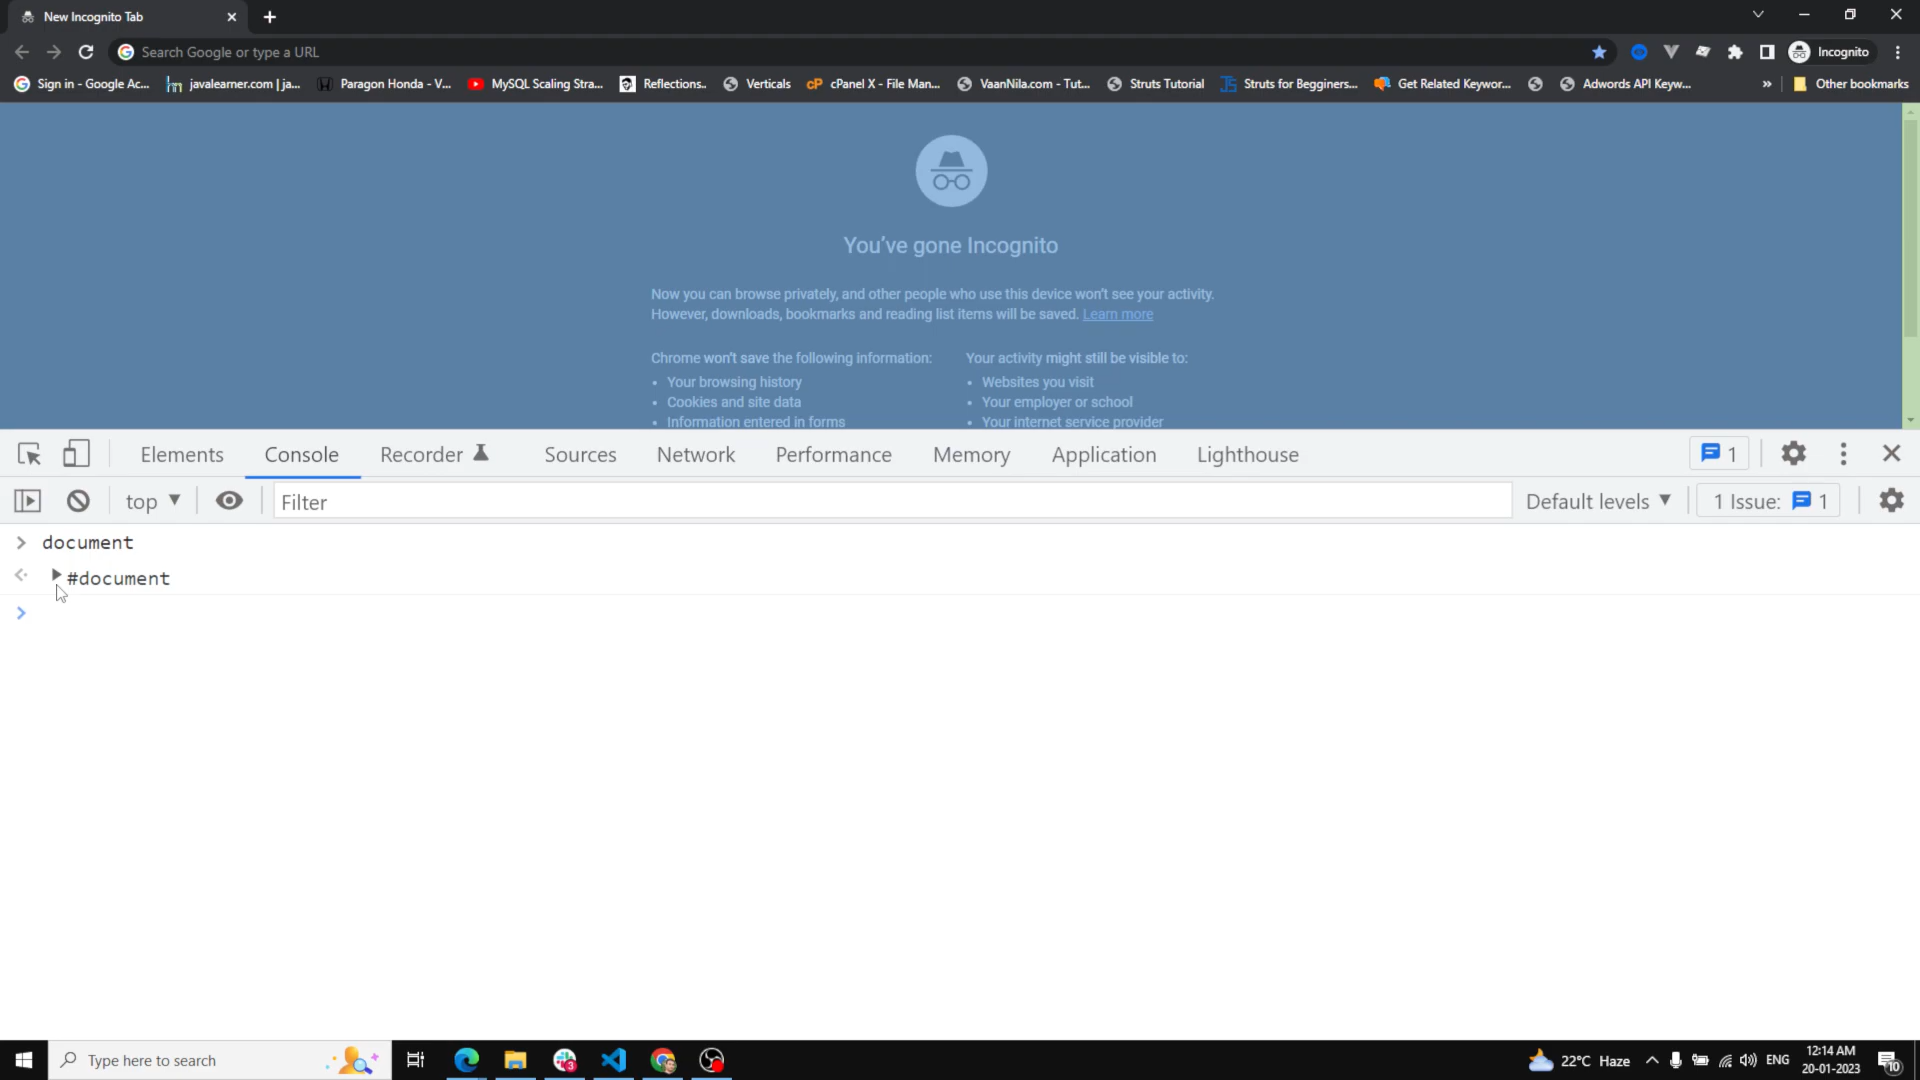 New Incognito Tab
Search Google or type a URL
Incognito
Sign in - Google Ac...
javalearner.com | ja...
Paragon Honda - V...
MySQL Scaling Stra...
Reflections..
Verticals
cPanel X - File Man...
VaanNila.com - Tut...
Struts Tutorial
Struts for Begginers...
Get Related Keywor...
Adwords API Keyw...
»
Other bookmarks
You've gone Incognito
Now you can browse privately, and other people who use this device won't see your activity.
However, downloads, bookmarks and reading list items will be saved. Learn more
Chrome won't save the following information:
• Your browsing history
• Cookies and site data
• Information entered in forms
Your activity might still be visible to:
• Websites you visit
• Your employer or school
• Your internet service provider
Elements
Console
Recorder
Sources
Network
Performance
Memory
Application
Lighthouse
1
top
Filter
Default levels
1 Issue: 1
document
#document
Type here to search
3
22°C Haze
ENG
12:14 AM
20-01-2023
10